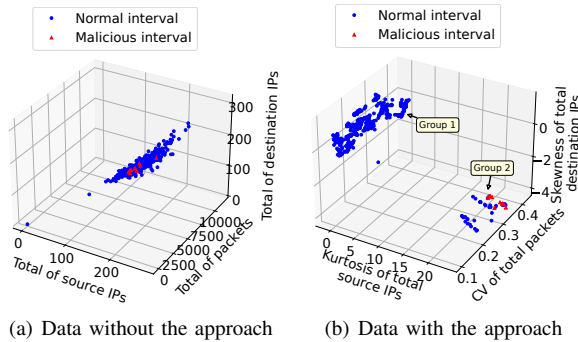 Normal interval
Malicious interval
300
200
100
0
Total of destination IPs
10000
7500
5000
2500
0
Total of packets
0
100
200
Total of source IPs
(a) Data without the approach
Normal interval
Malicious interval
Group 1
Group 2
0
−2
−4
Skewness of total
destination IPs
0.4
0.3
0.2
0.1
CV of total packets
0
5
10
15
20
Kurtosis of total
source IPs
(b) Data with the approach